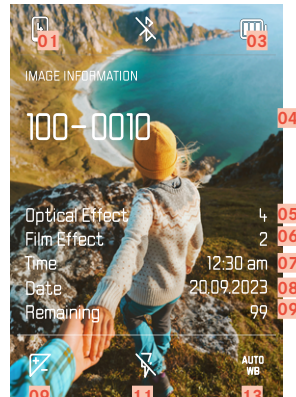 01
03
IMAGE INFORMATION
100-0010
04
Optical Effect 4 05
Film Effect 2 06
Time 12:30 am 07
Date 20.09.2023 08
Remaining 99 09
AUTO
WB
11
13